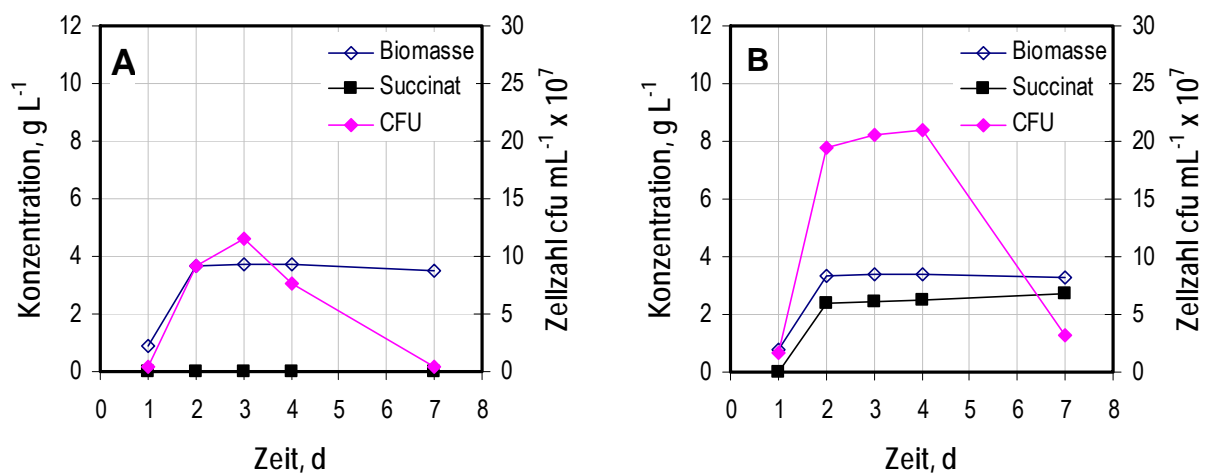 A
Biomasse
Succinat
CFU
Konzentration, g L-1
12
10
8
6
4
2
0
30
25
20
15
10
5
0
Zellzahl cfu mL-1 x 107
0 1 2 3 4 5 6 7 8
Zeit, d
B
Biomasse
Succinat
CFU
Konzentration, g L-1
12
10
8
6
4
2
0
30
25
20
15
10
5
0
Zellzahl cfu mL-1 x 107
0 1 2 3 4 5 6 7 8
Zeit, d